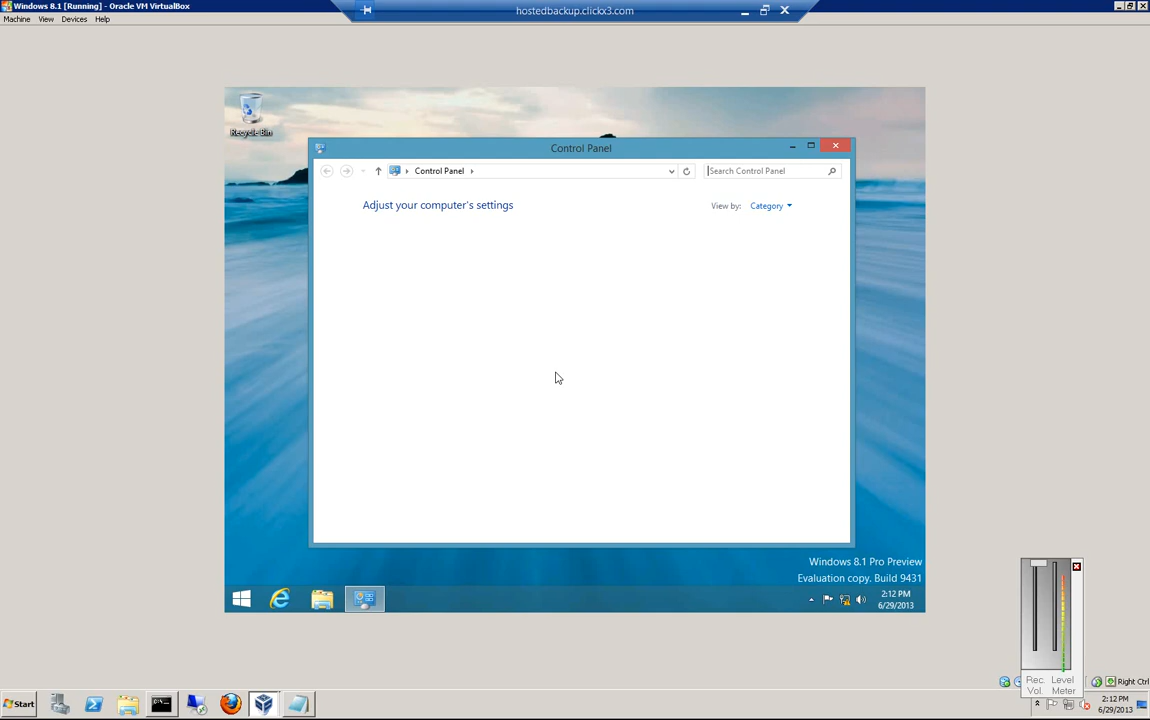 Windows 8.1 [Running] - Oracle VM VirtualBox
hostedbackup.clickx3.com
Machine View Devices Help
Recycle Bin
Control Panel
Control Panel
Search Control Panel
Adjust your computer's settings
View by: Category
Windows 8.1 Pro Preview
Evaluation copy. Build 9431
2:12 PM
6/29/2013
Rec. Level
Vol. Meter
Right Ctrl
Start
2:12 PM
6/29/2013